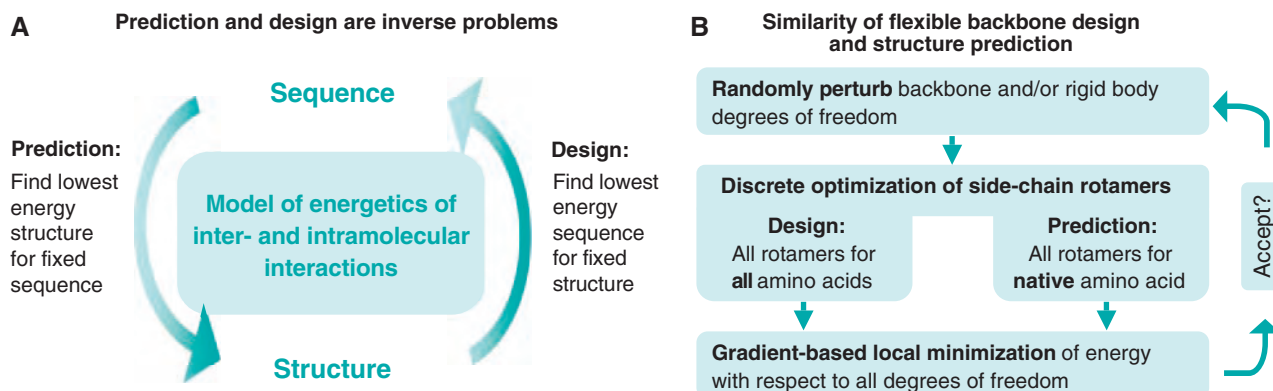 A
Prediction and design are inverse problems
Sequence
Prediction:
Find lowest
energy
structure
for fixed
sequence
Model of energetics of
inter- and intramolecular
interactions
Design:
Find lowest
energy
sequence
for fixed
structure
Structure
B
Similarity of flexible backbone design
and structure prediction
Randomly perturb backbone and/or rigid body
degrees of freedom
Discrete optimization of side-chain rotamers
Design:
All rotamers for
all amino acids
Prediction:
All rotamers for
native amino acid
Gradient-based local minimization of energy
with respect to all degrees of freedom
Accept?